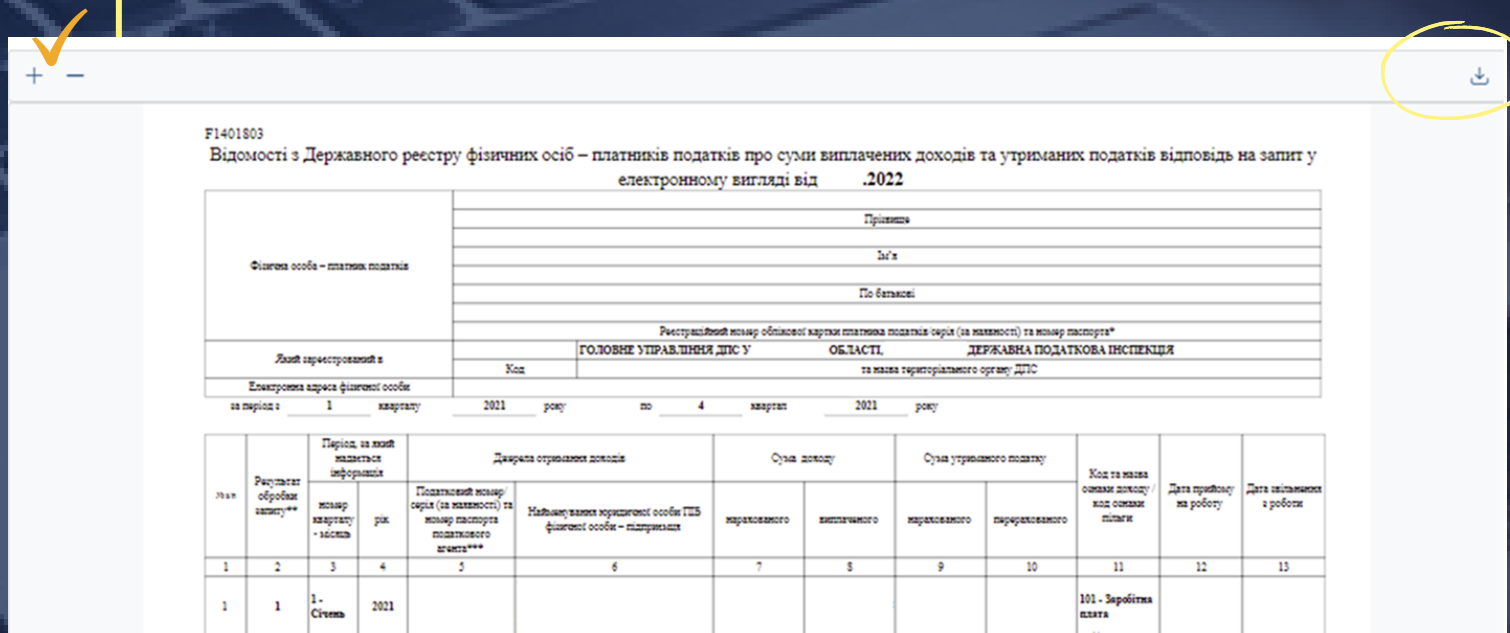 F1401803
Відомості з Державного реєстру фізичних осіб – платників податків про суми виплачених доходів та утриманих податків відповідь на запит у
електронному вигляді від .2022
Прізвище
Ім'я
Фізична особа – платник податків
По батькові
Реєстраційний номер облікової картки платника податків/серія (за наявності) та номер паспорта*
Який зареєстрований в
ГОЛОВНЕ УПРАВЛІННЯ ДПС У ОБЛАСТІ, ДЕРЖАВНА ПОДАТКОВА ІНСПЕКЦІЯ
Код
та назва територіального органу ДПС
Електронна адреса фізичної особи
за період з 1 кварталу 2021 року по 4 квартал 2021 року
№ з/п
Результат
обробки
запиту**
Період, за який
надається
інформація
номер
кварталу
- місяць
рік
Джерела отримання доходів
Податковий номер/
серія (за наявності) та
номер паспорта
податкового
агента***
Найменування юридичної особи/ПІБ
фізичної особи – підприємця
Сума доходу
нарахованого
виплаченого
Сума утриманого податку
нарахованого
перерахованого
Код та назва
ознаки доходу /
код ознаки
пільги
Дата прийому
на роботу
Дата звільнення
з роботи
1 2 3 4 5 6 7 8 9 10 11 12 13
1 1
1 -
Січень
2021
101 - Заробітна
плата